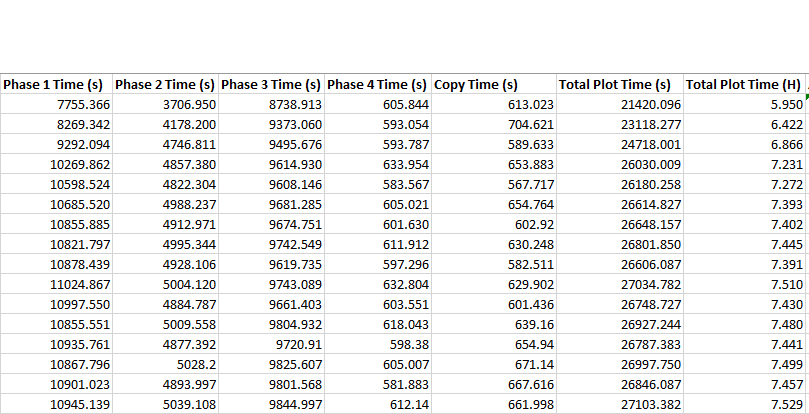 Phase 1 Time (s) Phase 2 Time (s) Phase 3 Time (s) Phase 4 Time (s) Copy Time (s) Total Plot Time (s) Total Plot Time (H)
7755.366 3706.950 8738.913 605.844 613.023 21420.096 5.950
8269.342 4178.200 9373.060 593.054 704.621 23118.277 6.422
9292.094 4746.811 9495.676 593.787 589.633 24718.001 6.866
10269.862 4857.380 9614.930 633.954 653.883 26030.009 7.231
10598.524 4822.304 9608.146 583.567 567.717 26180.258 7.272
10685.520 4988.237 9681.285 605.021 654.764 26614.827 7.393
10855.885 4912.971 9674.751 601.630 602.92 26648.157 7.402
10821.797 4995.344 9742.549 611.912 630.248 26801.850 7.445
10878.439 4928.106 9619.735 597.296 582.511 26606.087 7.391
11024.867 5004.120 9743.089 632.804 629.902 27034.782 7.510
10997.550 4884.787 9661.403 603.551 601.436 26748.727 7.430
10855.551 5009.558 9804.932 618.043 639.16 26927.244 7.480
10935.761 4877.392 9720.91 598.38 654.94 26787.383 7.441
10867.796 5028.2 9825.607 605.007 671.14 26997.750 7.499
10901.023 4893.997 9801.568 581.883 667.616 26846.087 7.457
10945.139 5039.108 9844.997 612.14 661.998 27103.382 7.529